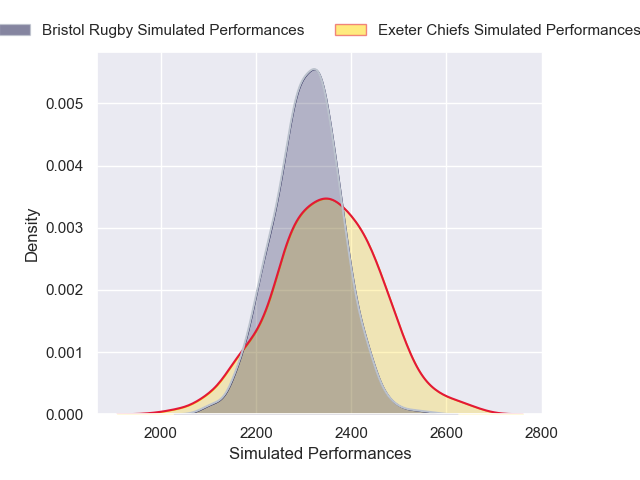 Bristol Rugby Simulated Performances
Exeter Chiefs Simulated Performances
0.005
0.004
0.003
0.002
0.001
0.000
Density
2000
2200
2400
2600
2800
Simulated Performances